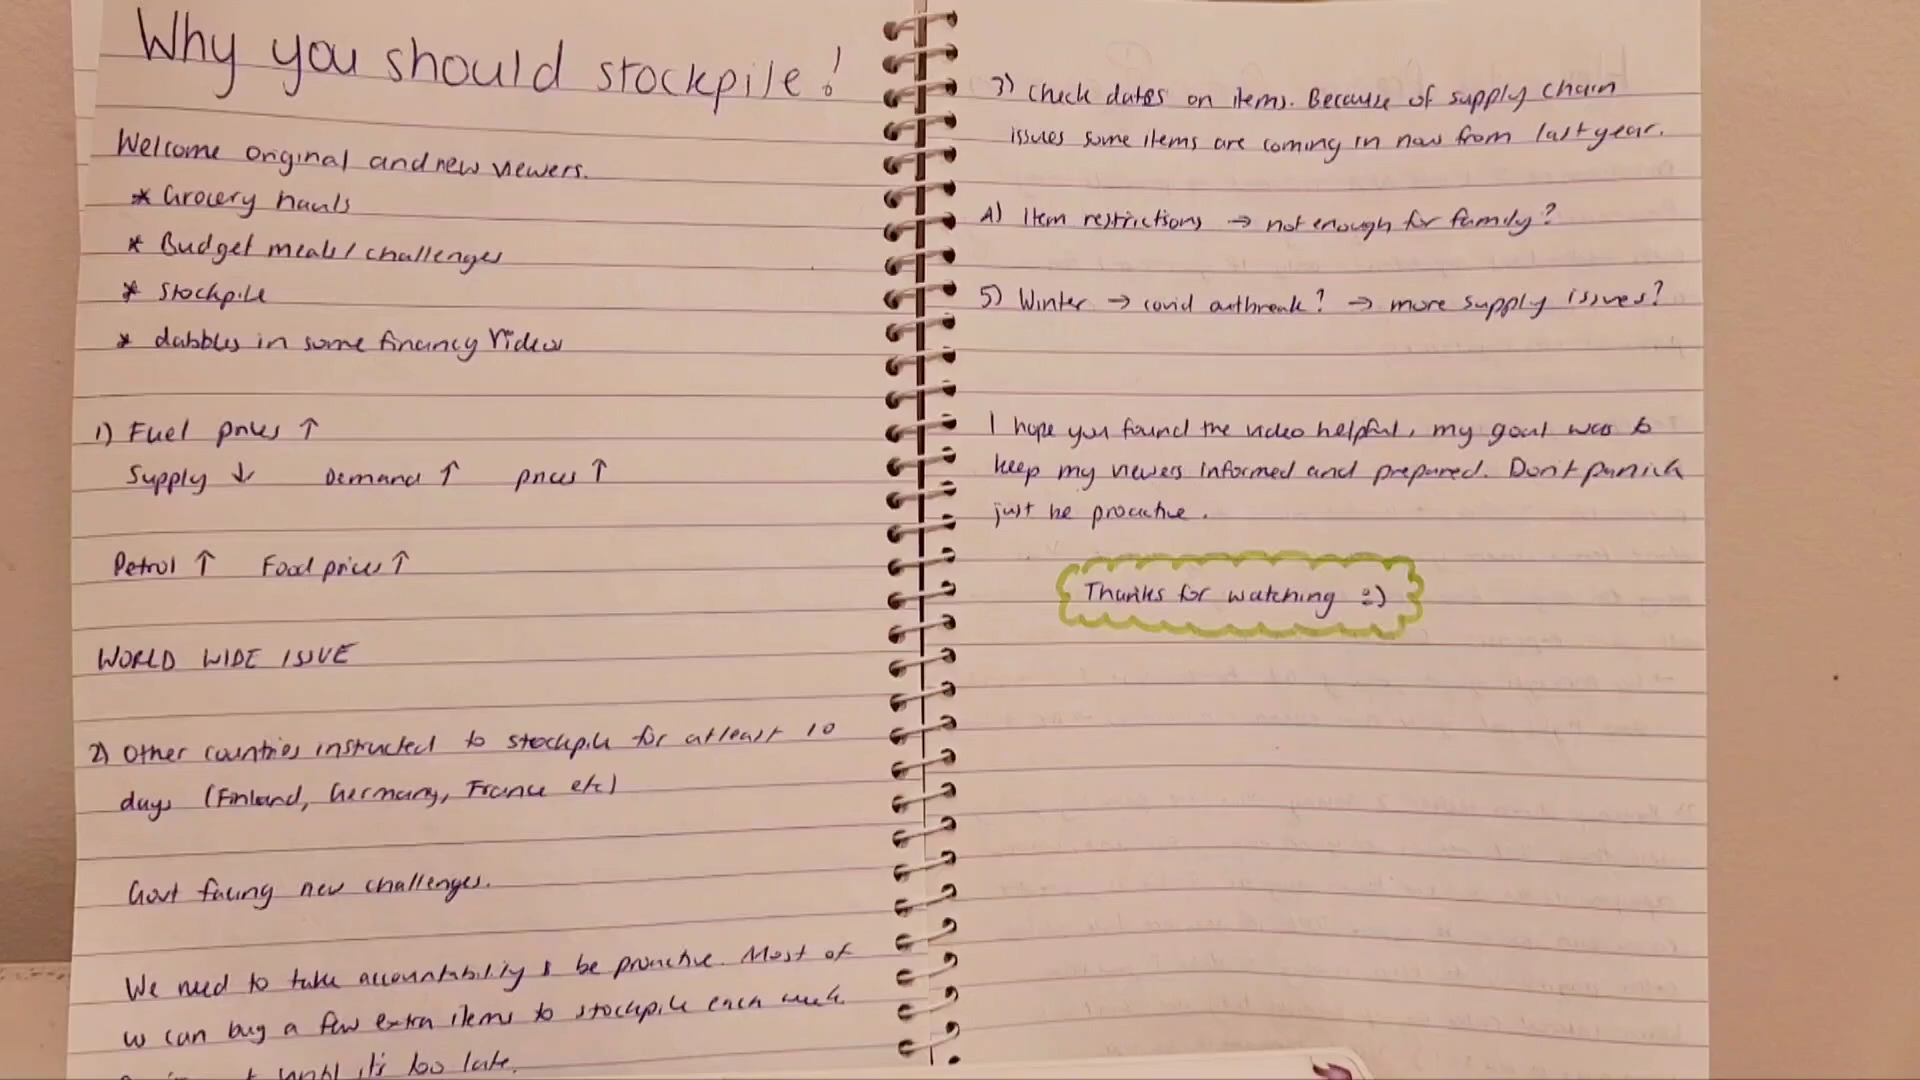 Why you should stockpile!
Welcome original and new viewers.
* Grocery hauls
* Budget meals / challenges
* Stockpile
* dabbles in some financy videos
1) Fuel prices ↑
Supply ↓ Demand ↑ prices ↑
Petrol ↑ Food prices ↑
WORLD WIDE ISSUE
2) Other countries instructed to stockpile for atleast 10
days (Finland, Germany, France etc)
Govt facing new challenges.
We need to take accountability & be proactive. Most of
us can buy a few extra items to stockpile each week
until it's too late.
3) Check dates on items. Because of supply chain
issues some items are coming in now from last year.
4) Item restrictions → not enough for family?
5) Winter → covid outbreak? → more supply issues?
I hope you found the video helpful, my goal was to
keep my viewers informed and prepared. Don't panick
just be proactive.
Thanks for watching :)